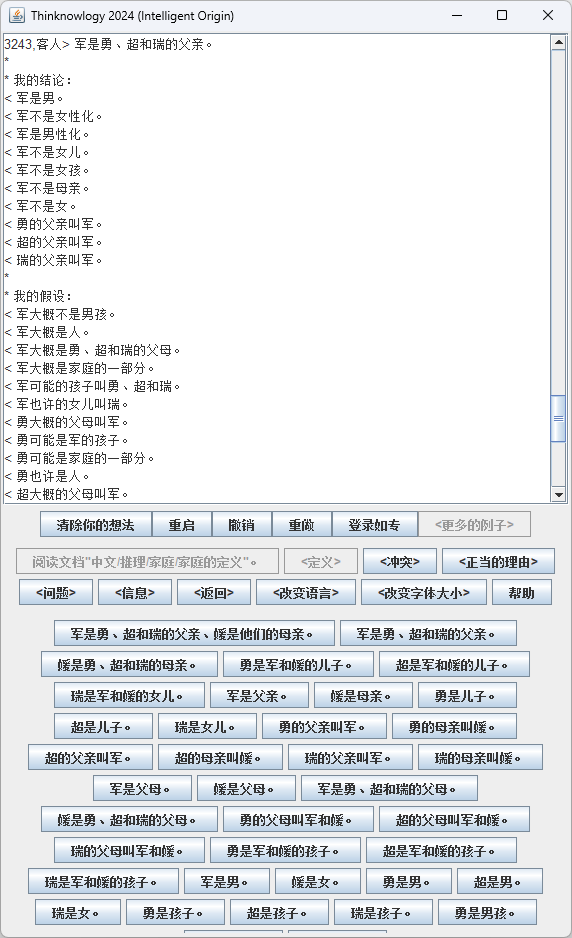 Thinknowlogy 2024 (Intelligent Origin)
3243,客人> 军是勇、超和瑞的父亲。
*
* 我的结论：
< 军是男。
< 军不是女性化。
< 军是男性化。
< 军不是女儿。
< 军不是女孩。
< 军不是母亲。
< 军不是女。
< 勇的父亲叫军。
< 超的父亲叫军。
< 瑞的父亲叫军。
*
* 我的假设：
< 军大概不是男孩。
< 军大概是人。
< 军大概是勇、超和瑞的父母。
< 军大概是家庭的一部分。
< 军可能的孩子叫勇、超和瑞。
< 军也许的女儿叫瑞。
< 勇大概的父母叫军。
< 勇可能是军的孩子。
< 勇可能是家庭的一部分。
< 勇也许是人。
< 超大概的父母叫军。
清除你的想法 重启 撤销 重做 登录如专 <更多的例子>
阅读文档"中文/推理/家庭/家庭的定义"。 <定义> <冲突> <正当的理由>
<问题> <信息> <返回> <改变语言> <改变字体大小> 帮助
军是勇、超和瑞的父亲、媛是他们的母亲。 军是勇、超和瑞的父亲。
媛是勇、超和瑞的母亲。 勇是军和媛的儿子。 超是军和媛的儿子。
瑞是军和媛的女儿。 军是父亲。 媛是母亲。 勇是儿子。
超是儿子。 瑞是女儿。 勇的父亲叫军。 勇的母亲叫媛。
超的父亲叫军。 超的母亲叫媛。 瑞的父亲叫军。 瑞的母亲叫媛。
军是父母。 媛是父母。 军是勇、超和瑞的父母。
媛是勇、超和瑞的父母。 勇的父母叫军和媛。 超的父母叫军和媛。
瑞的父母叫军和媛。 勇是军和媛的孩子。 超是军和媛的孩子。
瑞是军和媛的孩子。 军是男。 媛是女。 勇是男。 超是男。
瑞是女。 勇是孩子。 超是孩子。 瑞是孩子。 勇是男孩。